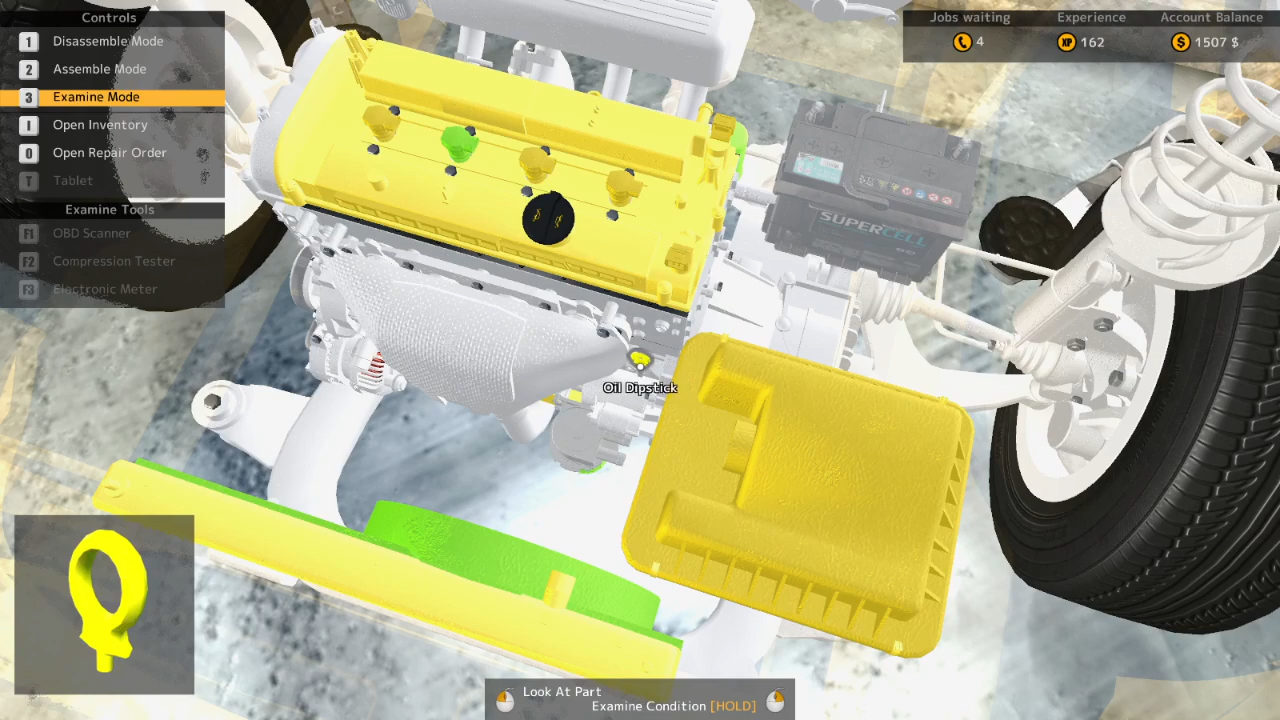 Controls
1 Disassemble Mode
2 Assemble Mode
3 Examine Mode
I Open Inventory
O Open Repair Order
T Tablet
Examine Tools
F1 OBD Scanner
F2 Compression Tester
F3 Electronic Meter
Jobs waiting Experience Account Balance
4 XP 162 $ 1507 $
SUPERCELL
Oil Dipstick
Look At Part
Examine Condition [HOLD]